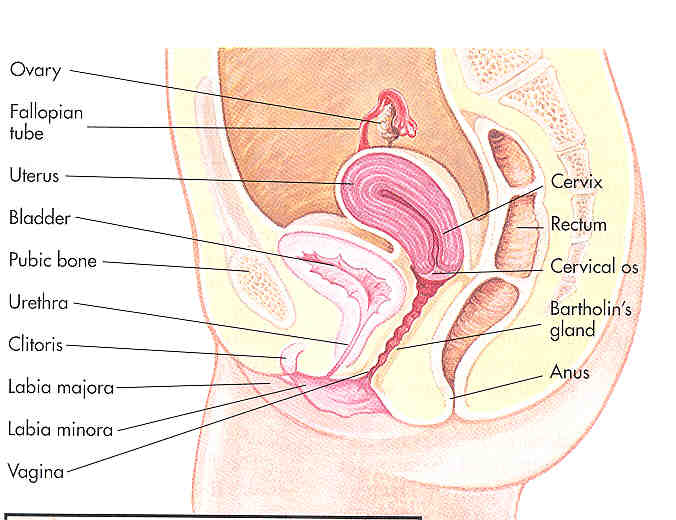 Ovary
Fallopian
tube
Uterus
Bladder
Pubic bone
Urethra
Clitoris
Labia majora
Labia minora
Vagina
Cervix
Rectum
Cervical os
Bartholin's
gland
Anus